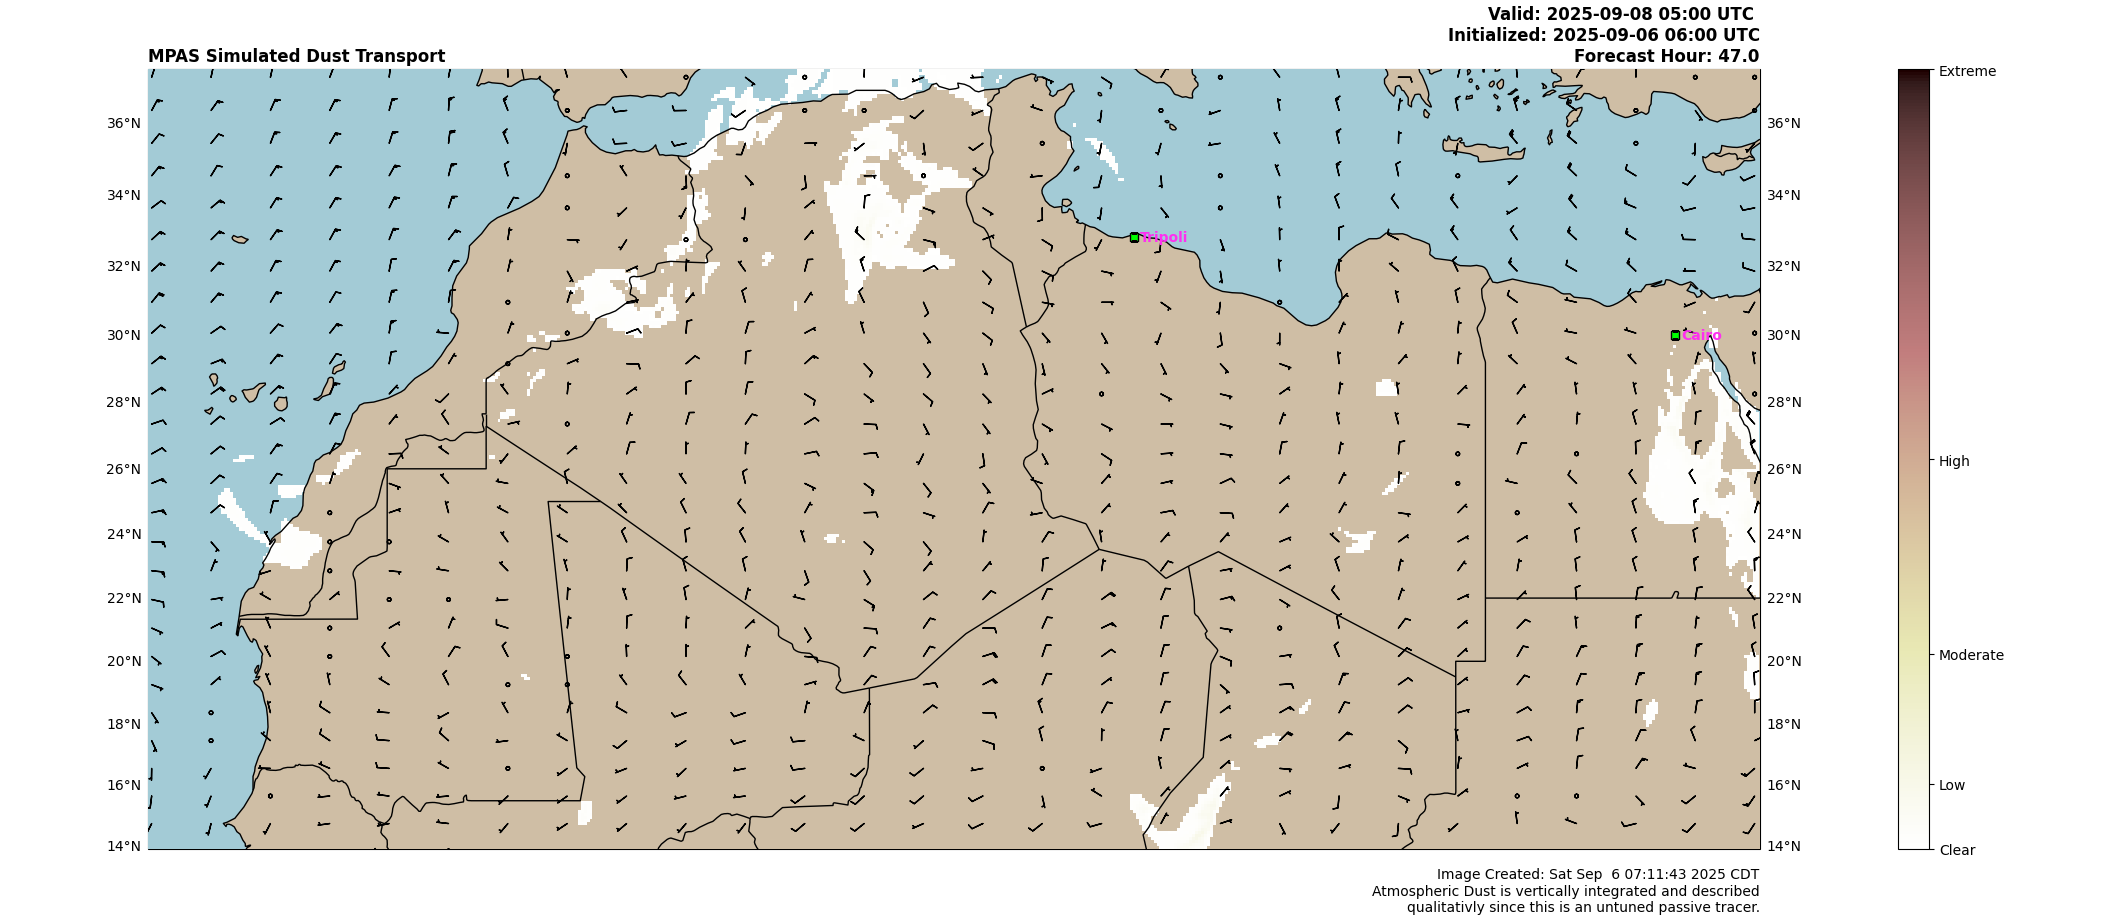 Valid: 2025-09-08 05:00 UTC
Initialized: 2025-09-06 06:00 UTC
MPAS Simulated Dust Transport
Forecast Hour: 47.0
Extreme
36°N
36°N
34°N
34°N
Tripoli
32°N
32°N
30°N
Cairo
30°N
28°N
28°N
26°N
26°N
High
24°N
24°N
22°N
22°N
20°N
20°N
Moderate
18°N
18°N
16°N
16°N
Low
14°N
14°N
Clear
Image Created: Sat Sep  6 07:11:43 2025 CDT
Atmospheric Dust is vertically integrated and described
qualitativly since this is an untuned passive tracer.